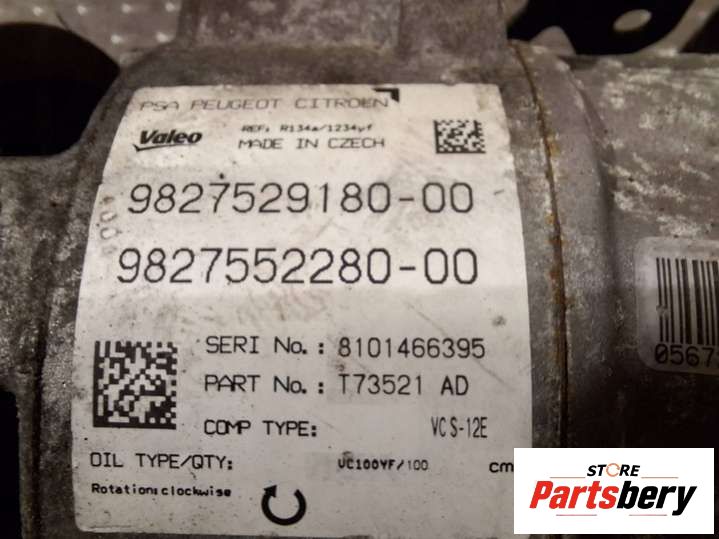 PSA PEUGEOT CITROEN
Valeo
REF: R134a/1234yf
MADE IN CZECH
9827529180-00
9827552280-00
SERI No.: 8101466395
PART No.: T73521 AD
COMP TYPE: VCS-12E
OIL TYPE/QTY: VC100YF/100 cm
Rotation:clockwise
0567
STORE
Partsbery